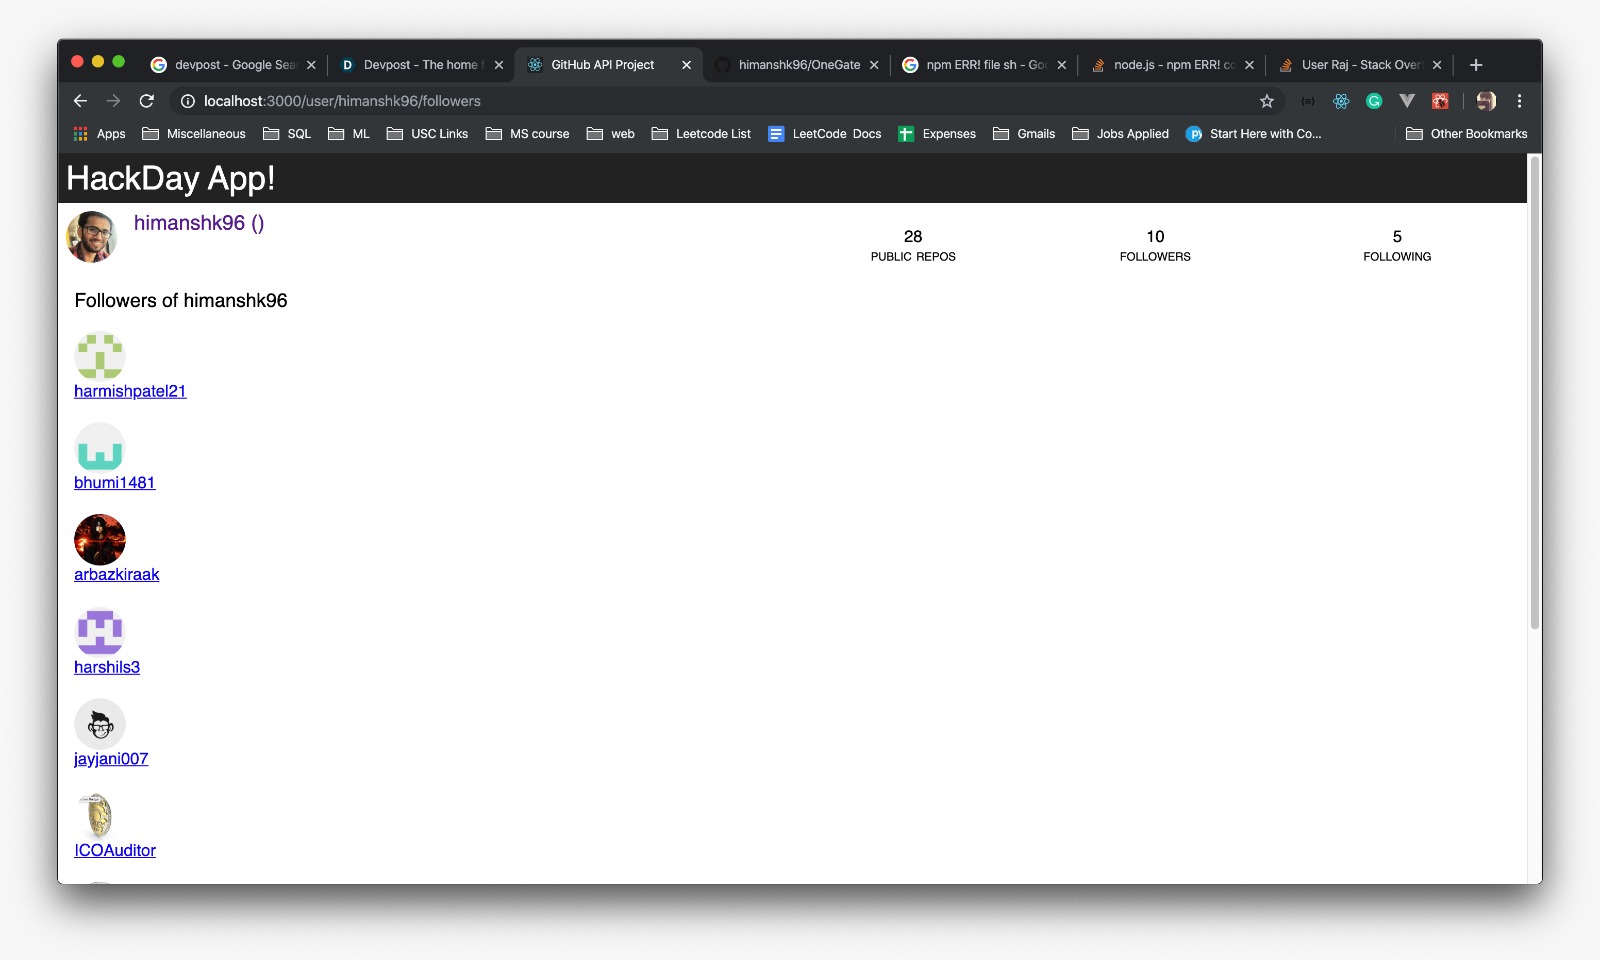 devpost - Google Sea
Devpost - The home f
GitHub API Project
himanshk96/OneGate
npm ERR! file sh - Go
node.js - npm ERR! co
User Raj - Stack Over
localhost:3000/user/himanshk96/followers
Apps
Miscellaneous
SQL
ML
USC Links
MS course
web
Leetcode List
LeetCode Docs
Expenses
Gmails
Jobs Applied
Start Here with Co...
Other Bookmarks
HackDay App!
himanshk96 ()
28
PUBLIC REPOS
10
FOLLOWERS
5
FOLLOWING
Followers of himanshk96
harmishpatel21
bhumi1481
arbazkiraak
harshils3
jayjani007
ICOAuditor